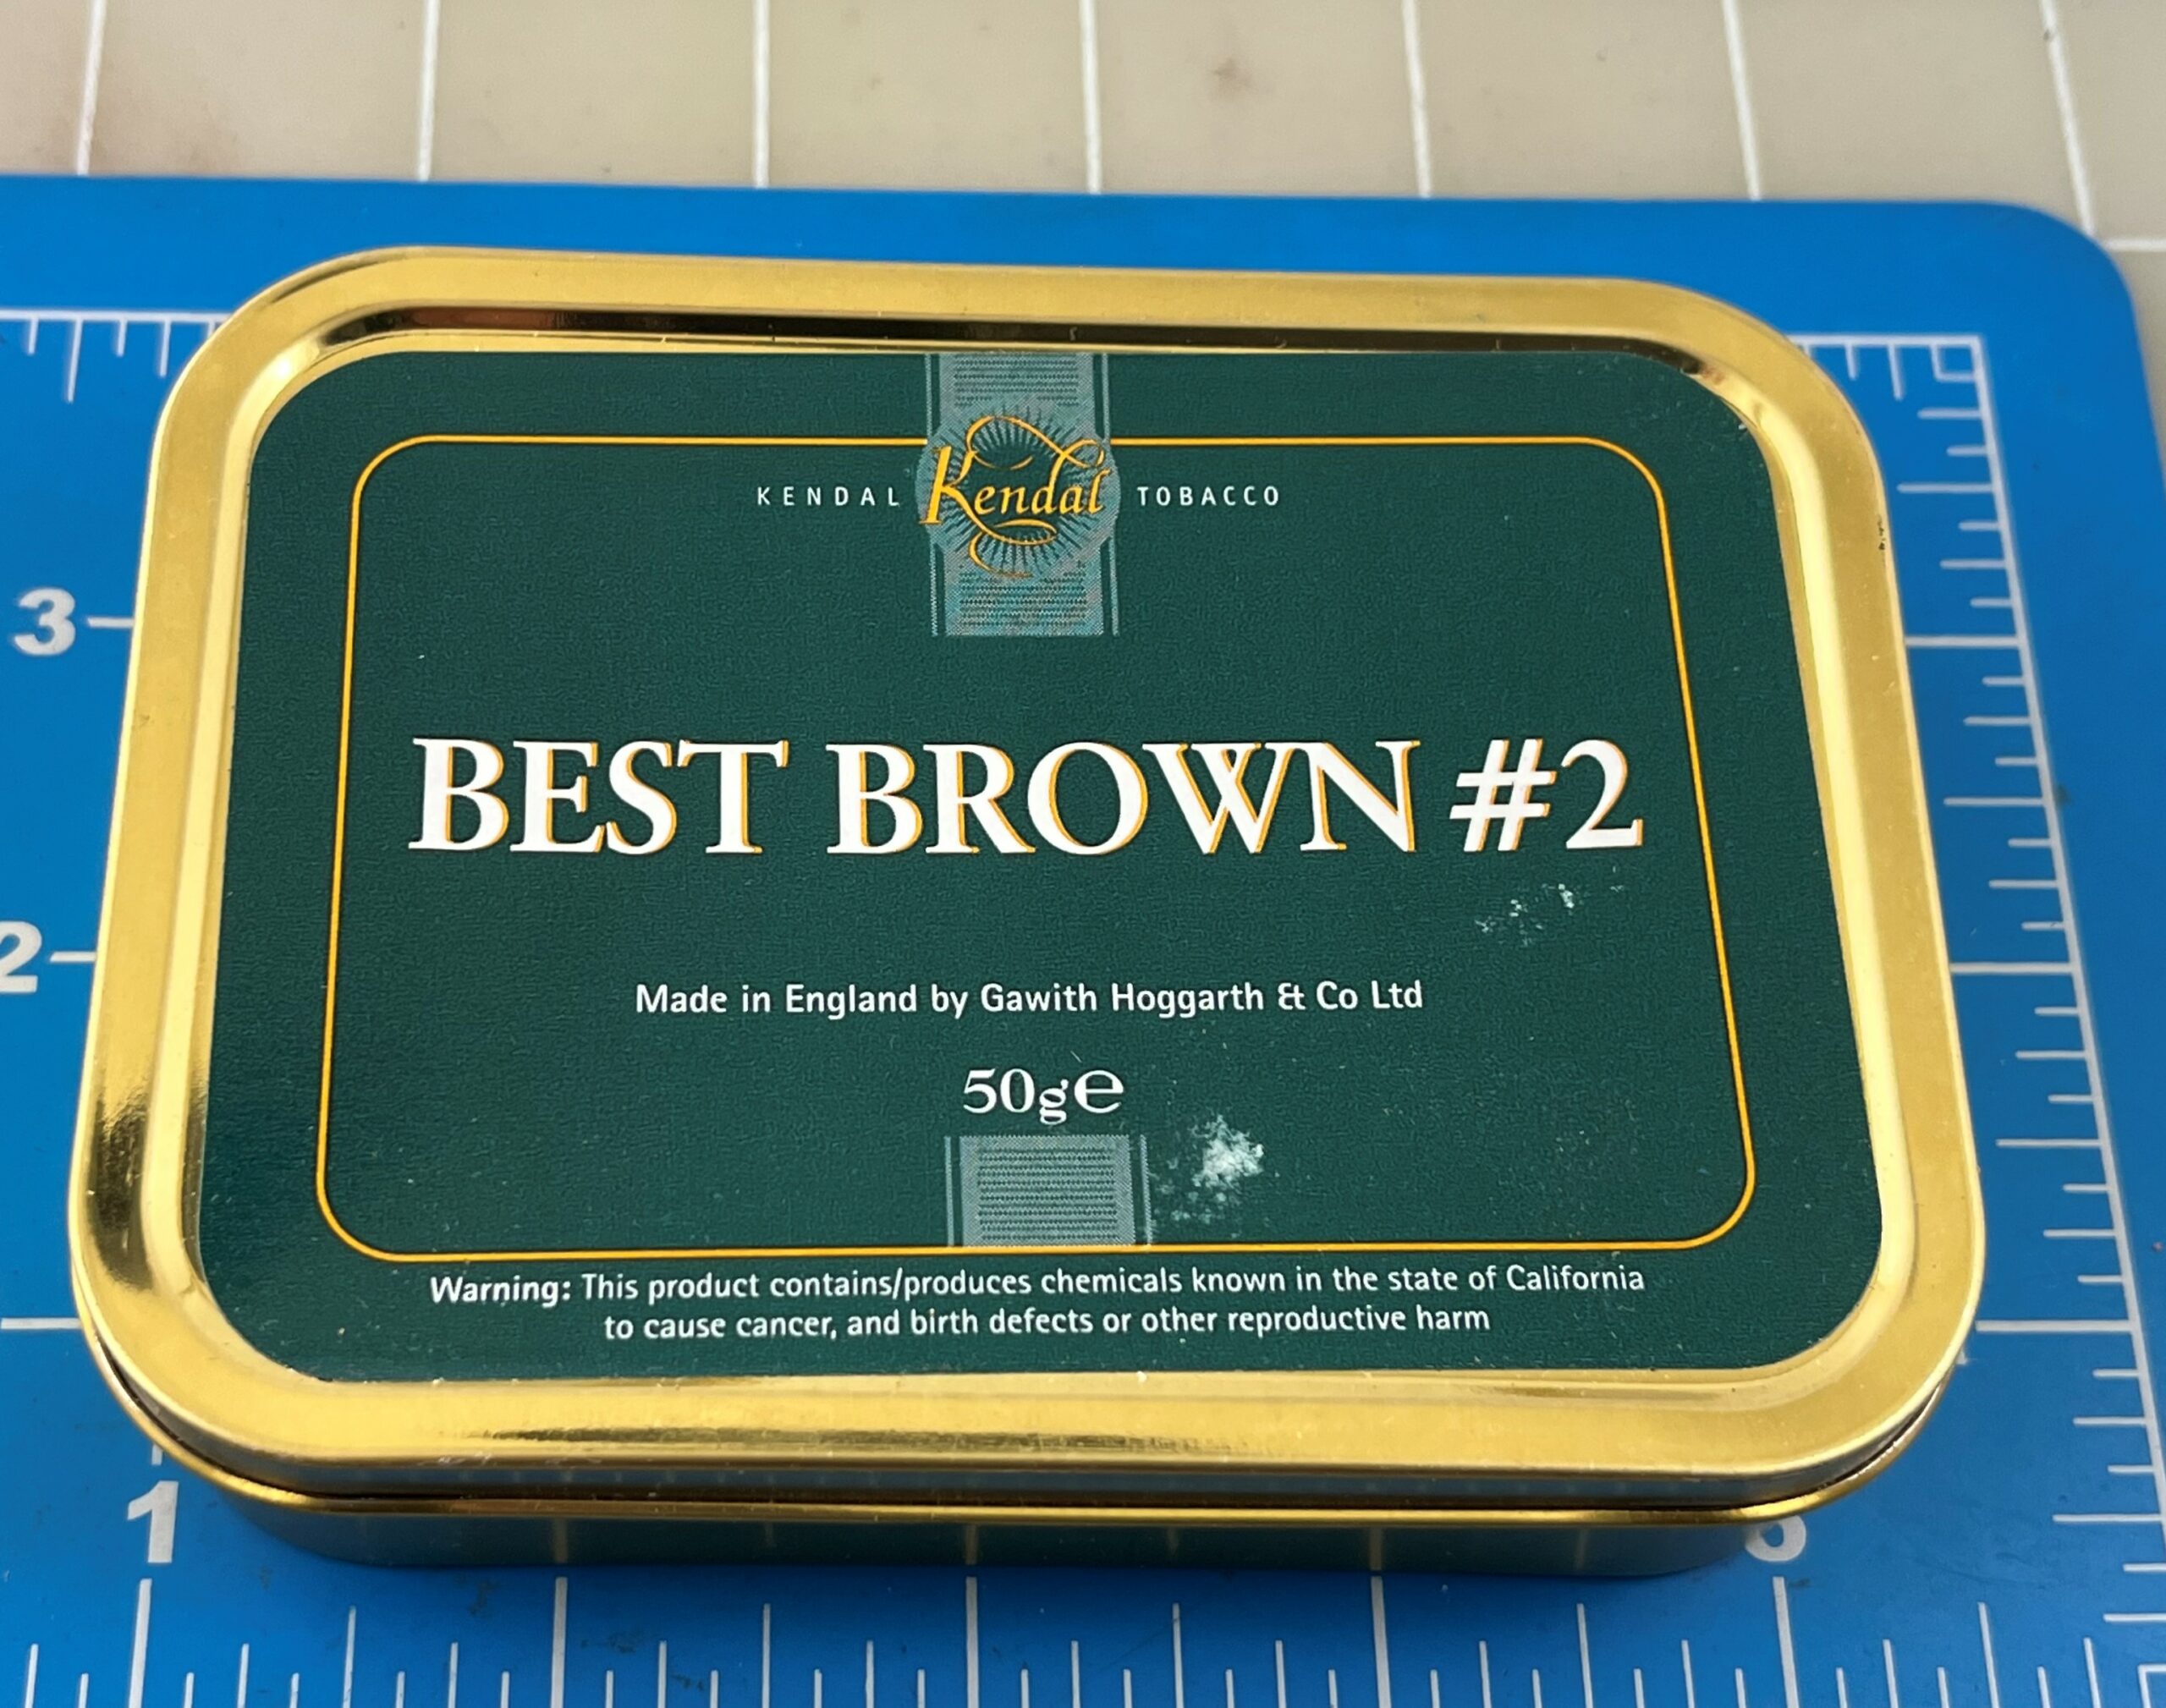 KENDAL Kendal TOBACCO
3
BEST BROWN #2
2
Made in England by Gawith Hoggarth & Co Ltd
50g℮
Warning: This product contains/produces chemicals known in the state of California
to cause cancer, and birth defects or other reproductive harm
1